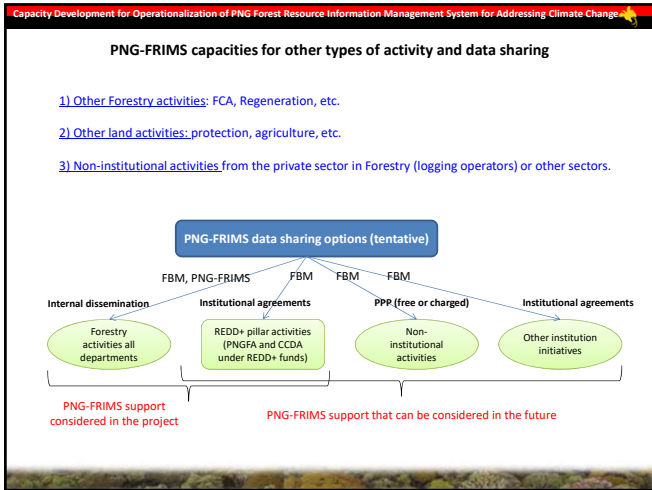 Capacity Development for Operationalization of PNG Forest Resource Information Management System for Addressing Climate Change
PNG-FRIMS capacities for other types of activity and data sharing
1) Other Forestry activities: FCA, Regeneration, etc.
2) Other land activities: protection, agriculture, etc.
3) Non-institutional activities from the private sector in Forestry (logging operators) or other sectors.
PNG-FRIMS data sharing options (tentative)
FBM, PNG-FRIMS
FBM
FBM
FBM
Internal dissemination
Institutional agreements
PPP (free or charged)
Institutional agreements
Forestry
activities all
departments
REDD+ pillar activities
(PNGFA and CCDA
under REDD+ funds)
Non-
institutional
activities
Other institution
initiatives
PNG-FRIMS support
considered in the project
PNG-FRIMS support that can be considered in the future